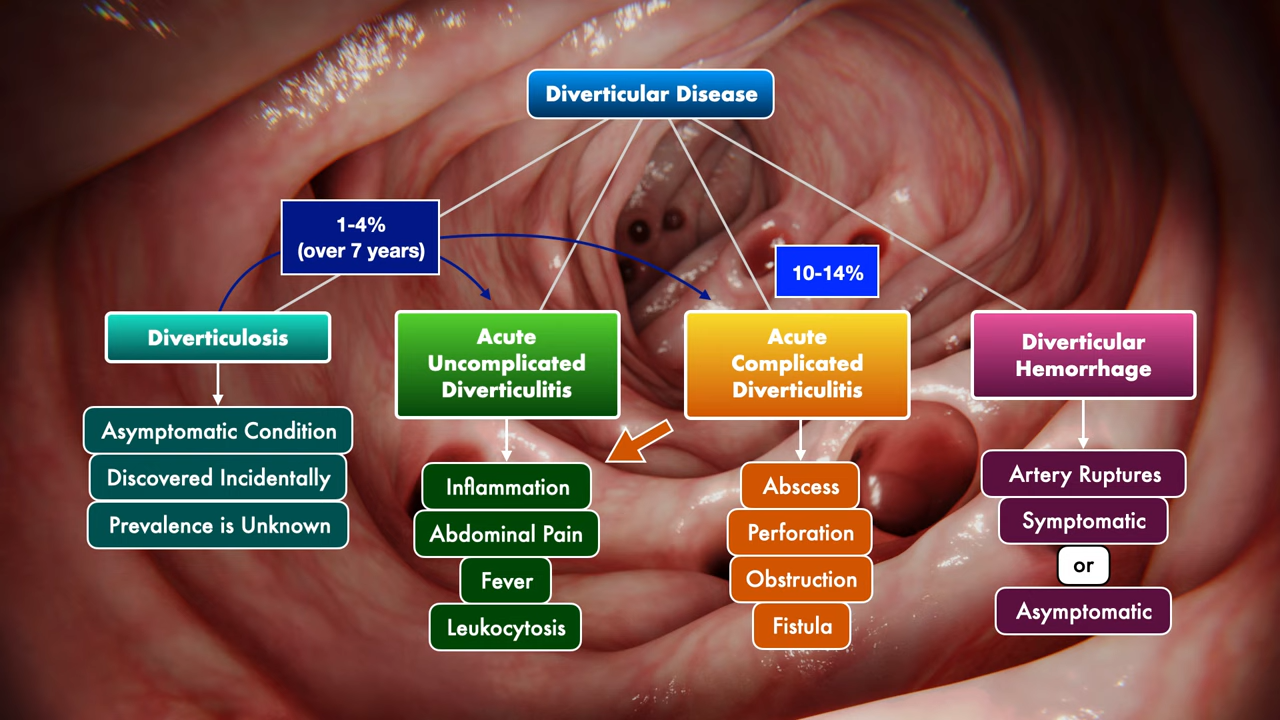 Diverticular Disease
1-4%
(over 7 years)
10-14%
Diverticulosis
Asymptomatic Condition
Discovered Incidentally
Prevalence is Unknown
Acute
Uncomplicated
Diverticulitis
Inflammation
Abdominal Pain
Fever
Leukocytosis
Acute
Complicated
Diverticulitis
Abscess
Perforation
Obstruction
Fistula
Diverticular
Hemorrhage
Artery Ruptures
Symptomatic
or
Asymptomatic